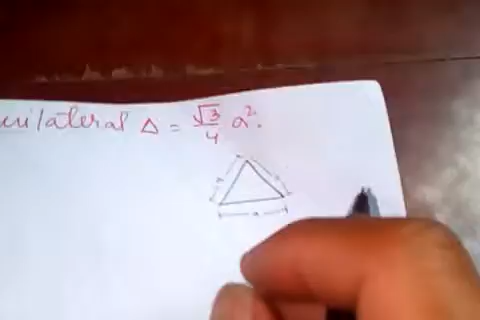 uilateral △ = √3/4 a².
a a a